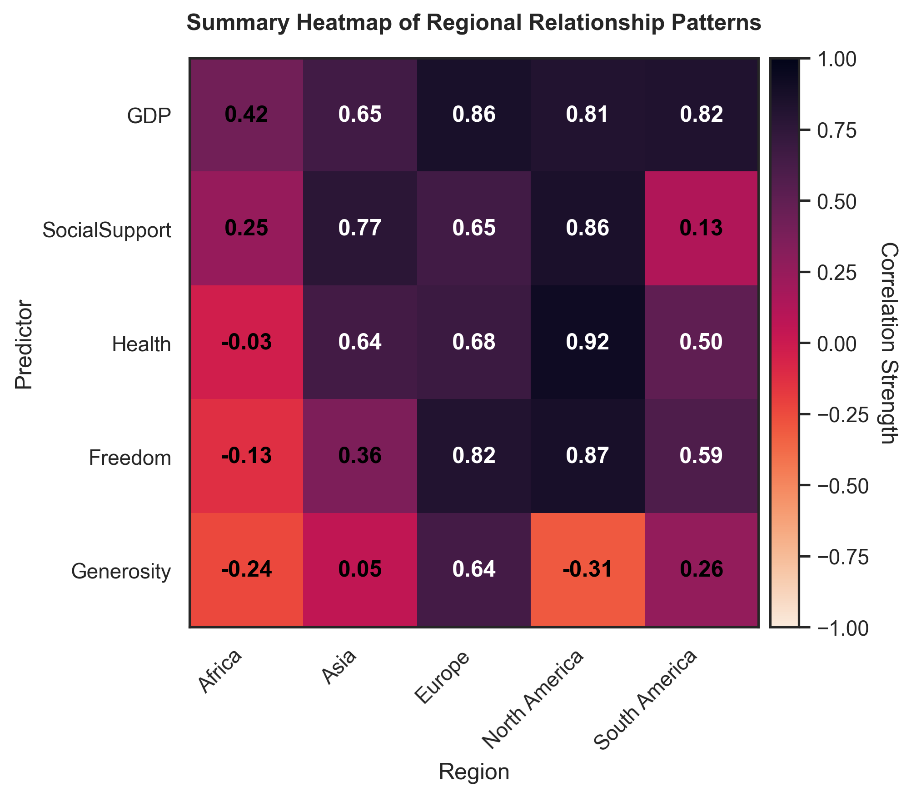 Summary Heatmap of Regional Relationship Patterns
Predictor
GDP 0.42 0.65 0.86 0.81 0.82
SocialSupport 0.25 0.77 0.65 0.86 0.13
Health -0.03 0.64 0.68 0.92 0.50
Freedom -0.13 0.36 0.82 0.87 0.59
Generosity -0.24 0.05 0.64 -0.31 0.26
Africa Asia Europe North America South America
Region
1.00
0.75
0.50
0.25
0.00
−0.25
−0.50
−0.75
−1.00
Correlation Strength